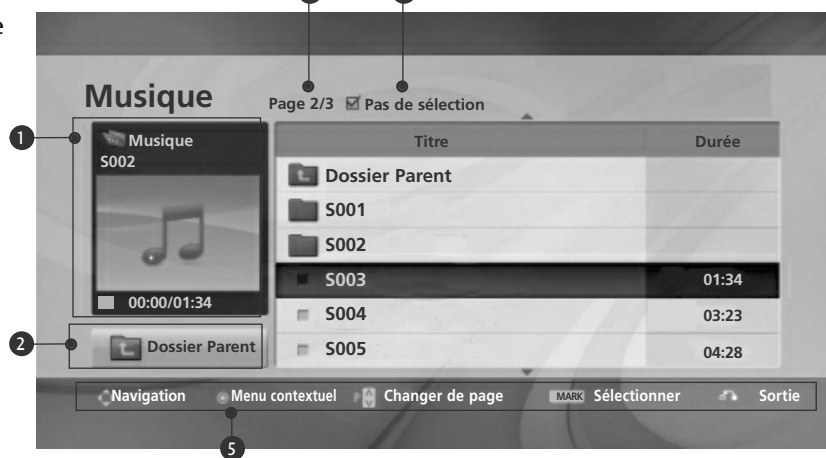 e
Musique
Page 2/3 Pas de sélection
1
Musique
S002
00:00/01:34
2
Dossier Parent
Titre Durée
Dossier Parent
S001
S002
S003 01:34
S004 03:23
S005 04:28
Navigation Menu contextuel P Changer de page MARK Sélectionner Sortie
5